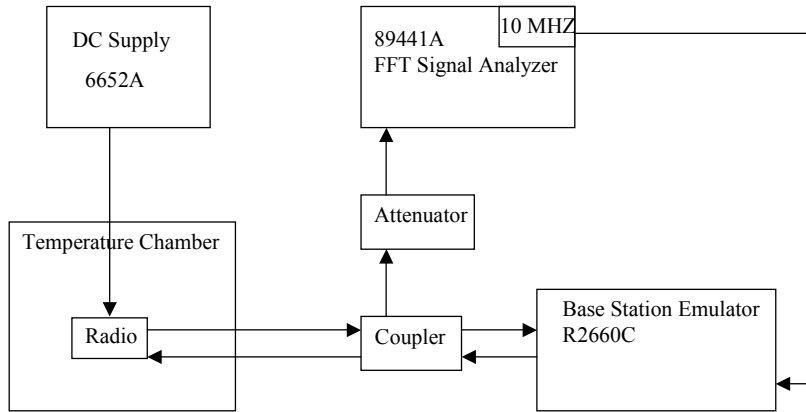 DC Supply
6652A
10 MHZ
89441A
FFT Signal Analyzer
Attenuator
Temperature Chamber
Radio
Coupler
Base Station Emulator
R2660C